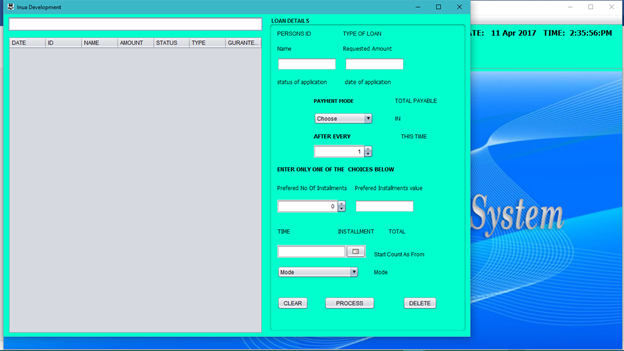 Inua Development
LOAN DETAILS
DATE ID NAME AMOUNT STATUS TYPE GURANTE...
PERSONS ID TYPE OF LOAN
Name Requested Amount
status of application date of application
PAYMENT MODE TOTAL PAYABLE
Choose IN
AFTER EVERY THIS TIME
1
ENTER ONLY ONE OF THE CHOICES BELOW
Prefered No Of Installments Prefered Installments value
0
TIME INSTALLMENT TOTAL
Start Count As From
Mode Mode
CLEAR PROCESS DELETE
TE: 11 Apr 2017 TIME: 2:35:56:PM
System